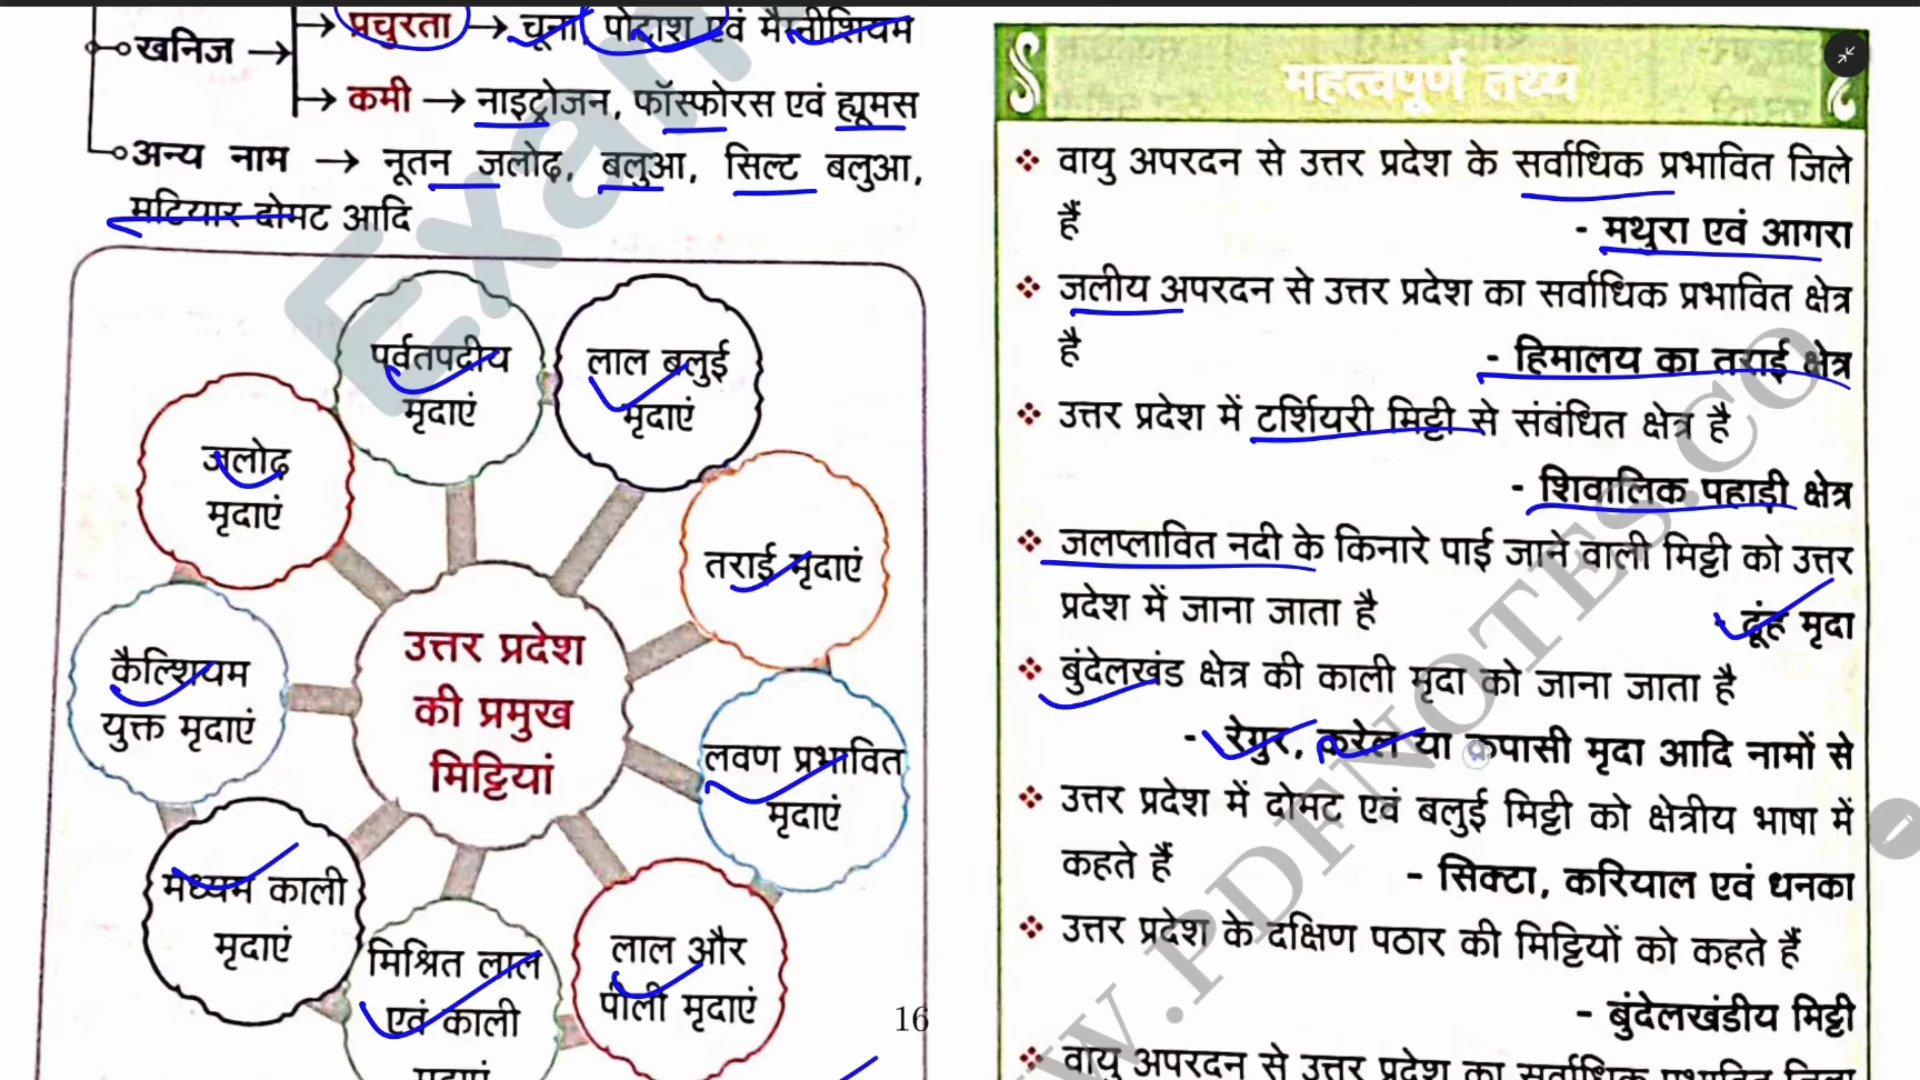 प्रचुरता → चूना, पोटाश एवं मैग्नीशियम
खनिज →
कमी → नाइट्रोजन, फॉस्फोरस एवं ह्यूमस
अन्य नाम → नूतन जलोढ़, बलुआ, सिल्ट बलुआ,
मटियार दोमट आदि
पर्वतपदीय
मृदाएं
लाल बलुई
मृदाएं
जलोढ़
मृदाएं
तराई मृदाएं
कैल्शियम
युक्त मृदाएं
उत्तर प्रदेश
की प्रमुख
मिट्टियां
लवण प्रभावित
मृदाएं
मध्यम काली
मृदाएं
मिश्रित लाल
एवं काली
मृदाएं
लाल और
पीली मृदाएं
16
महत्वपूर्ण तथ्य
❖ वायु अपरदन से उत्तर प्रदेश के सर्वाधिक प्रभावित जिले
हैं - मथुरा एवं आगरा
❖ जलीय अपरदन से उत्तर प्रदेश का सर्वाधिक प्रभावित क्षेत्र
है - हिमालय का तराई क्षेत्र
❖ उत्तर प्रदेश में टर्शियरी मिट्टी से संबंधित क्षेत्र है
- शिवालिक पहाड़ी क्षेत्र
❖ जलप्लावित नदी के किनारे पाई जाने वाली मिट्टी को उत्तर
प्रदेश में जाना जाता है - ढूंह मृदा
❖ बुंदेलखंड क्षेत्र की काली मृदा को जाना जाता है
- रेगुर, करेल या कपासी मृदा आदि नामों से
❖ उत्तर प्रदेश में दोमट एवं बलुई मिट्टी को क्षेत्रीय भाषा में
कहते हैं - सिक्टा, करियाल एवं धनका
❖ उत्तर प्रदेश के दक्षिण पठार की मिट्टियों को कहते हैं
- बुंदेलखंडीय मिट्टी
❖ वायु अपरदन से उत्तर प्रदेश का सर्वाधिक प्रभावित जिला
Exam
W.PDFNOTES.CO